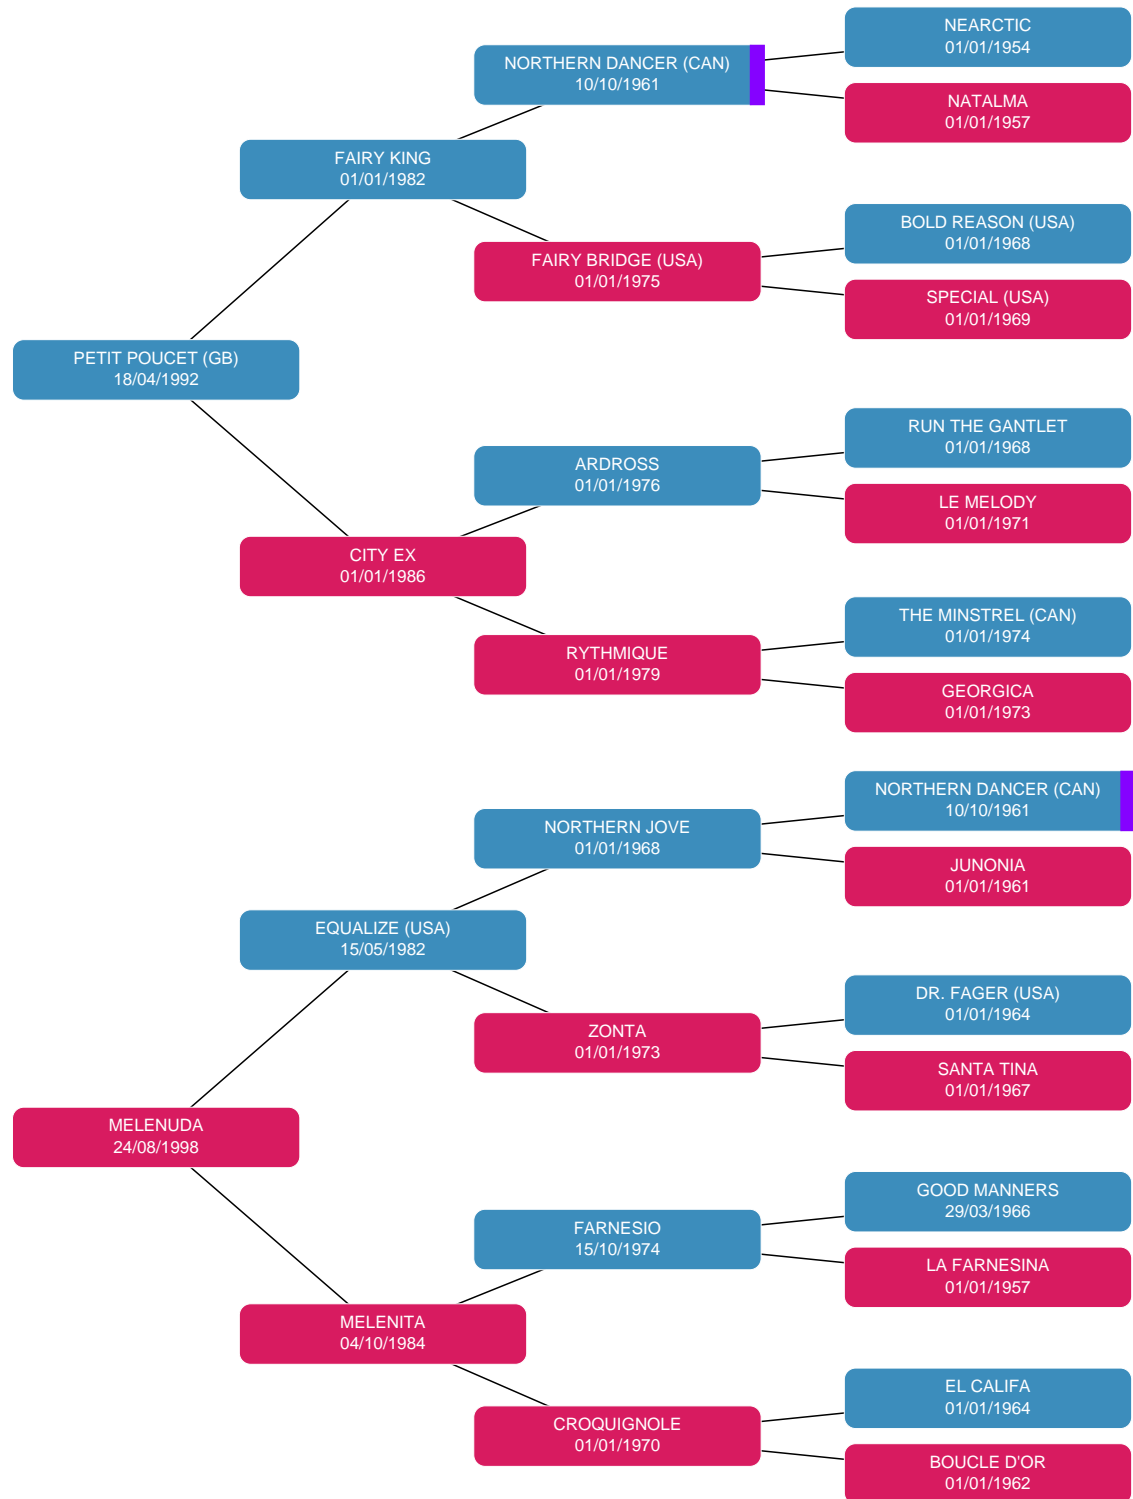 NEARCTIC
01/01/1954
NORTHERN DANCER (CAN)
10/10/1961
NATALMA
01/01/1957
FAIRY KING
01/01/1982
BOLD REASON (USA)
01/01/1968
FAIRY BRIDGE (USA)
01/01/1975
SPECIAL (USA)
01/01/1969
PETIT POUCET (GB)
18/04/1992
RUN THE GANTLET
01/01/1968
ARDROSS
01/01/1976
LE MELODY
01/01/1971
CITY EX
01/01/1986
THE MINSTREL (CAN)
01/01/1974
RYTHMIQUE
01/01/1979
GEORGICA
01/01/1973
NORTHERN DANCER (CAN)
10/10/1961
NORTHERN JOVE
01/01/1968
JUNONIA
01/01/1961
EQUALIZE (USA)
15/05/1982
DR. FAGER (USA)
01/01/1964
ZONTA
01/01/1973
SANTA TINA
01/01/1967
MELENUDA
24/08/1998
GOOD MANNERS
29/03/1966
FARNESIO
15/10/1974
LA FARNESINA
01/01/1957
MELENITA
04/10/1984
EL CALIFA
01/01/1964
CROQUIGNOLE
01/01/1970
BOUCLE D'OR
01/01/1962